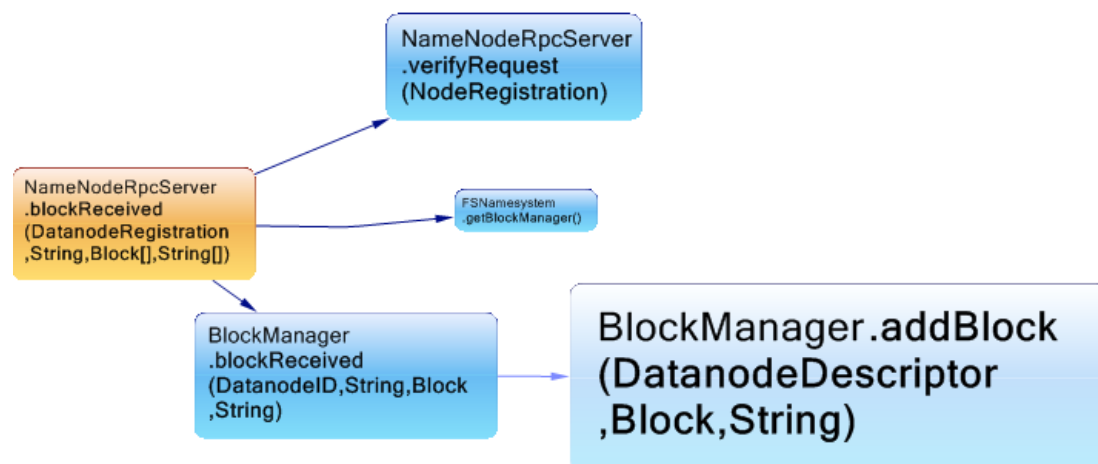 NameNodeRpcServer
.verifyRequest
(NodeRegistration)
NameNodeRpcServer
.blockReceived
(DatanodeRegistration
,String,Block[],String[])
FSNamesystem
.getBlockManager()
BlockManager
.blockReceived
(DatanodeID,String,Block
,String)
BlockManager.addBlock
(DatanodeDescriptor
,Block,String)